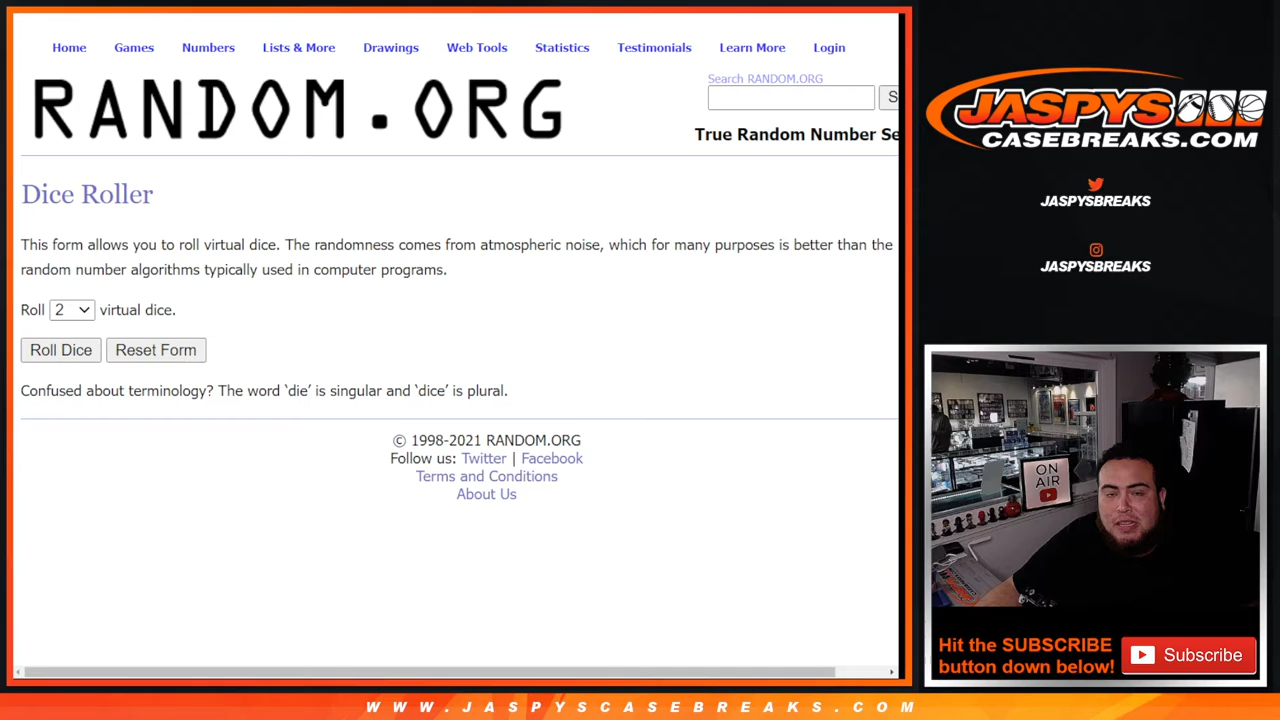 Home Games Numbers Lists & More Drawings Web Tools Statistics Testimonials Learn More Login
RANDOM.ORG
Search RANDOM.ORG
S
True Random Number Se
Dice Roller
This form allows you to roll virtual dice. The randomness comes from atmospheric noise, which for many purposes is better than the
random number algorithms typically used in computer programs.
Roll 2 virtual dice.
Roll Dice Reset Form
Confused about terminology? The word ‘die’ is singular and ‘dice’ is plural.
© 1998-2021 RANDOM.ORG
Follow us: Twitter | Facebook
Terms and Conditions
About Us
JASPYS
CASEBREAKS.COM
JASPYSBREAKS
JASPYSBREAKS
ON
AIR
Hit the SUBSCRIBE
button down below!
Subscribe
WWW.JASPYSCASEBREAKS.COM